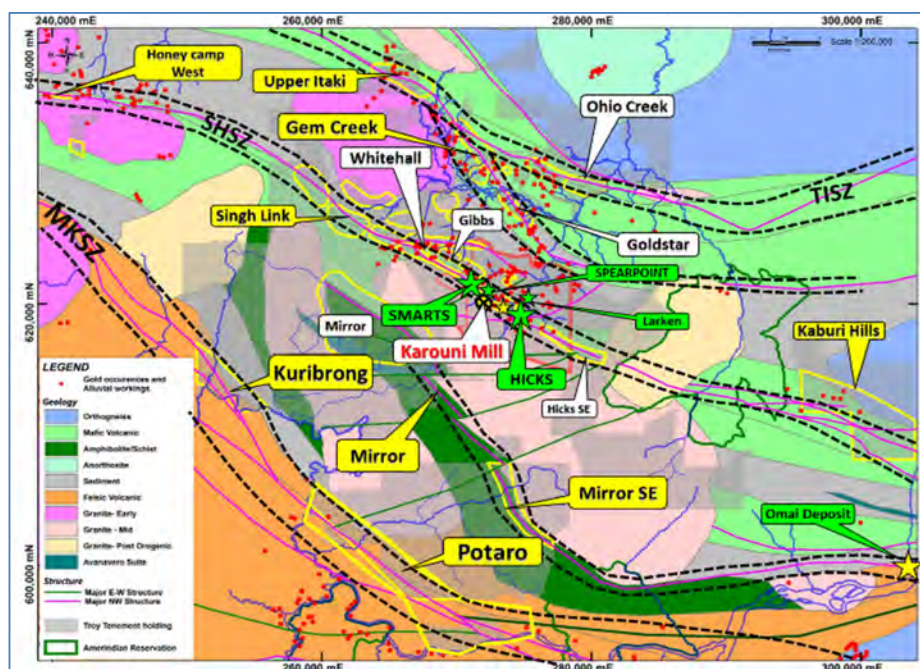 240,000 mE
260,000 mE
280,000 mE
300,000 mE
Scale 1:200,000
640,000 mN
Honey camp
West
Upper Itaki
Ohio Creek
Gem Creek
SHSZ
Whitehall
TISZ
Singh Link
Gibbs
Goldstar
MKSZ
SPEARPOINT
SMARTS
620,000 mN
Larken
Mirror
Karouni Mill
Kaburi Hills
HICKS
Kuribrong
Hicks SE
Mirror
Mirror SE
Omai Deposit
Potaro
600,000 mN
LEGEND
Gold occurences and
Alluvial workings.
Geology
Orthogneiss
Mafic Volcanic
Amphibolite/Schist
Anorthosite
Sediment
Felsic Volcanic
Granite- Early
Granite - Mid
Granite- Post Orogenic
Avanavero Suite
Structure
Major E-W Structure
Major NW Structure
Troy Tenement holding
Amerindian Reservation
260,000 mE
280,000 mE
300,000 mE